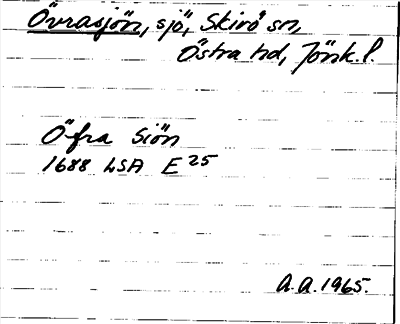 Övrasjön, sjö, Skirö sn,
Östra hd, Jönk. l.
Öfra Siön
1688 LSA E 25
A.A. 1965.